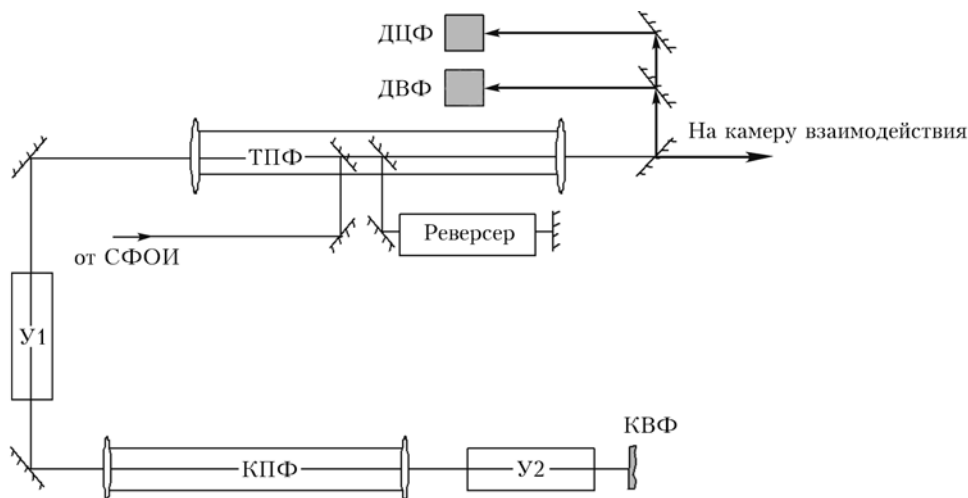 ДЦФ
ДВФ
На камеру взаимодействия
ТПФ
Реверсер
от СФОИ
У1
КВФ
КПФ
У2